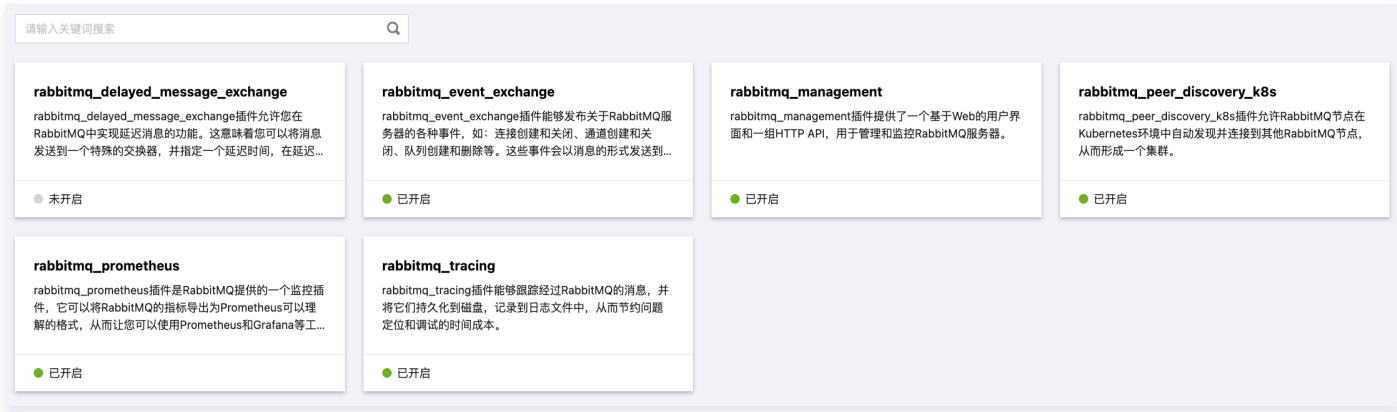 请输入关键词搜索
rabbitmq_delayed_message_exchange
rabbitmq_delayed_message_exchange插件允许您在
RabbitMQ中实现延迟消息的功能。这意味着您可以将消息
发送到一个特殊的交换器，并指定一个延迟时间，在延迟...
未开启
rabbitmq_event_exchange
rabbitmq_event_exchange插件能够发布关于RabbitMQ服
务器的各种事件，如：连接创建和关闭、通道创建和关
闭、队列创建和删除等。这些事件会以消息的形式发送到...
已开启
rabbitmq_management
rabbitmq_management插件提供了一个基于Web的用户界
面和一组HTTP API，用于管理和监控RabbitMQ服务器。
已开启
rabbitmq_peer_discovery_k8s
rabbitmq_peer_discovery_k8s插件允许RabbitMQ节点在
Kubernetes环境中自动发现并连接到其他RabbitMQ节点，
从而形成一个集群。
已开启
rabbitmq_prometheus
rabbitmq_prometheus插件是RabbitMQ提供的一个监控插
件，它可以将RabbitMQ的指标导出为Prometheus可以理
解的格式，从而让您可以使用Prometheus和Grafana等工...
已开启
rabbitmq_tracing
rabbitmq_tracing插件能够跟踪经过RabbitMQ的消息，并
将它们持久化到磁盘，记录到日志文件中，从而节约问题
定位和调试的时间成本。
已开启